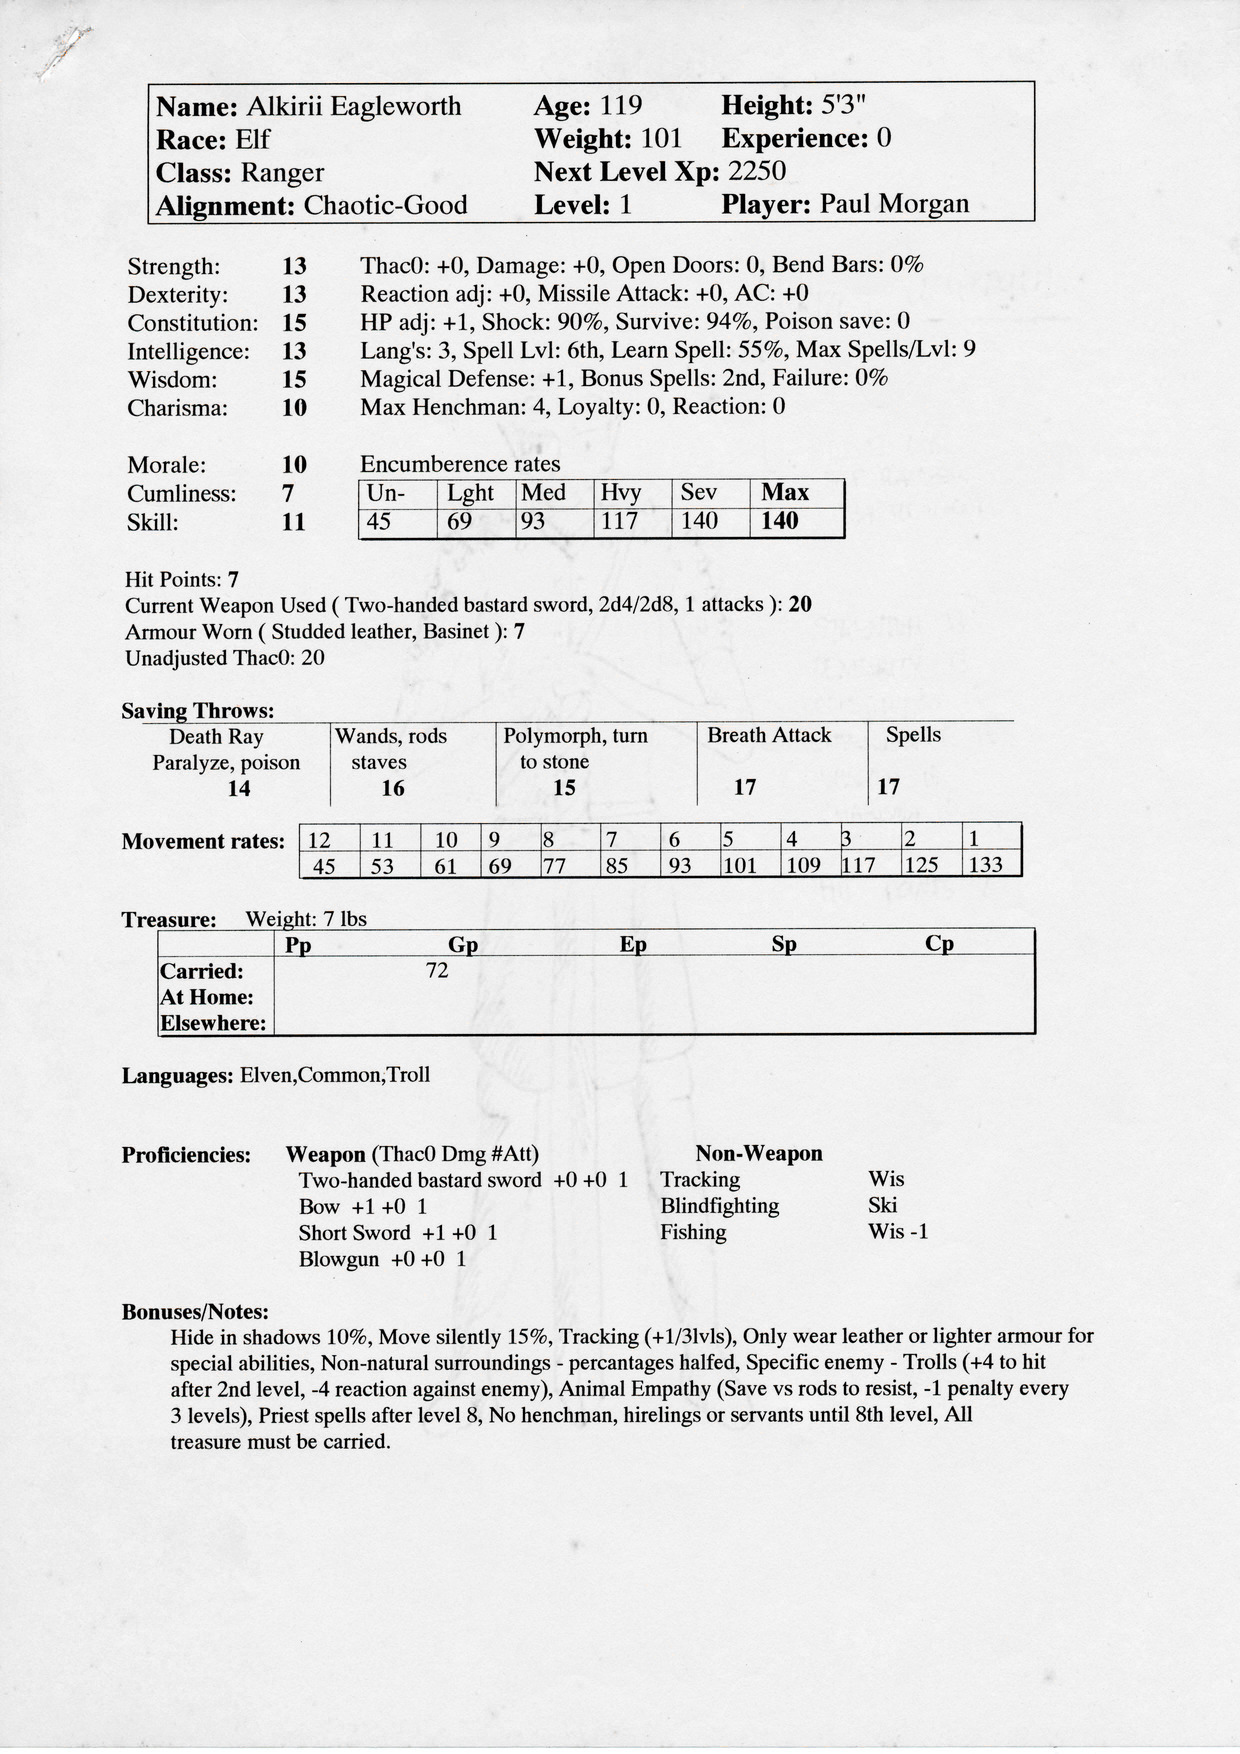 Name: Alkirii Eagleworth Age: 119 Height: 5'3"
Race: Elf Weight: 101 Experience: 0
Class: Ranger Next Level Xp: 2250
Alignment: Chaotic-Good Level: 1 Player: Paul Morgan
Strength: 13 Thac0: +0, Damage: +0, Open Doors: 0, Bend Bars: 0%
Dexterity: 13 Reaction adj: +0, Missile Attack: +0, AC: +0
Constitution: 15 HP adj: +1, Shock: 90%, Survive: 94%, Poison save: 0
Intelligence: 13 Lang's: 3, Spell Lvl: 6th, Learn Spell: 55%, Max Spells/Lvl: 9
Wisdom: 15 Magical Defense: +1, Bonus Spells: 2nd, Failure: 0%
Charisma: 10 Max Henchman: 4, Loyalty: 0, Reaction: 0
Morale: 10 Encumberence rates
Cumliness: 7 Un- Lght Med Hvy Sev Max
Skill: 11 45 69 93 117 140 140
Hit Points: 7
Current Weapon Used ( Two-handed bastard sword, 2d4/2d8, 1 attacks ): 20
Armour Worn ( Studded leather, Basinet ): 7
Unadjusted Thac0: 20
Saving Throws:
Death Ray Wands, rods Polymorph, turn Breath Attack Spells
Paralyze, poison staves to stone
14 16 15 17 17
Movement rates: 12 11 10 9 8 7 6 5 4 3 2 1
45 53 61 69 77 85 93 101 109 117 125 133
Treasure: Weight: 7 lbs
Pp Gp Ep Sp Cp
Carried: 72
At Home:
Elsewhere:
Languages: Elven,Common,Troll
Proficiencies: Weapon (Thac0 Dmg #Att) Non-Weapon
Two-handed bastard sword +0 +0 1 Tracking Wis
Bow +1 +0 1 Blindfighting Ski
Short Sword +1 +0 1 Fishing Wis -1
Blowgun +0 +0 1
Bonuses/Notes:
Hide in shadows 10%, Move silently 15%, Tracking (+1/3lvls), Only wear leather or lighter armour for
special abilities, Non-natural surroundings - percantages halfed, Specific enemy - Trolls (+4 to hit
after 2nd level, -4 reaction against enemy), Animal Empathy (Save vs rods to resist, -1 penalty every
3 levels), Priest spells after level 8, No henchman, hirelings or servants until 8th level, All
treasure must be carried.